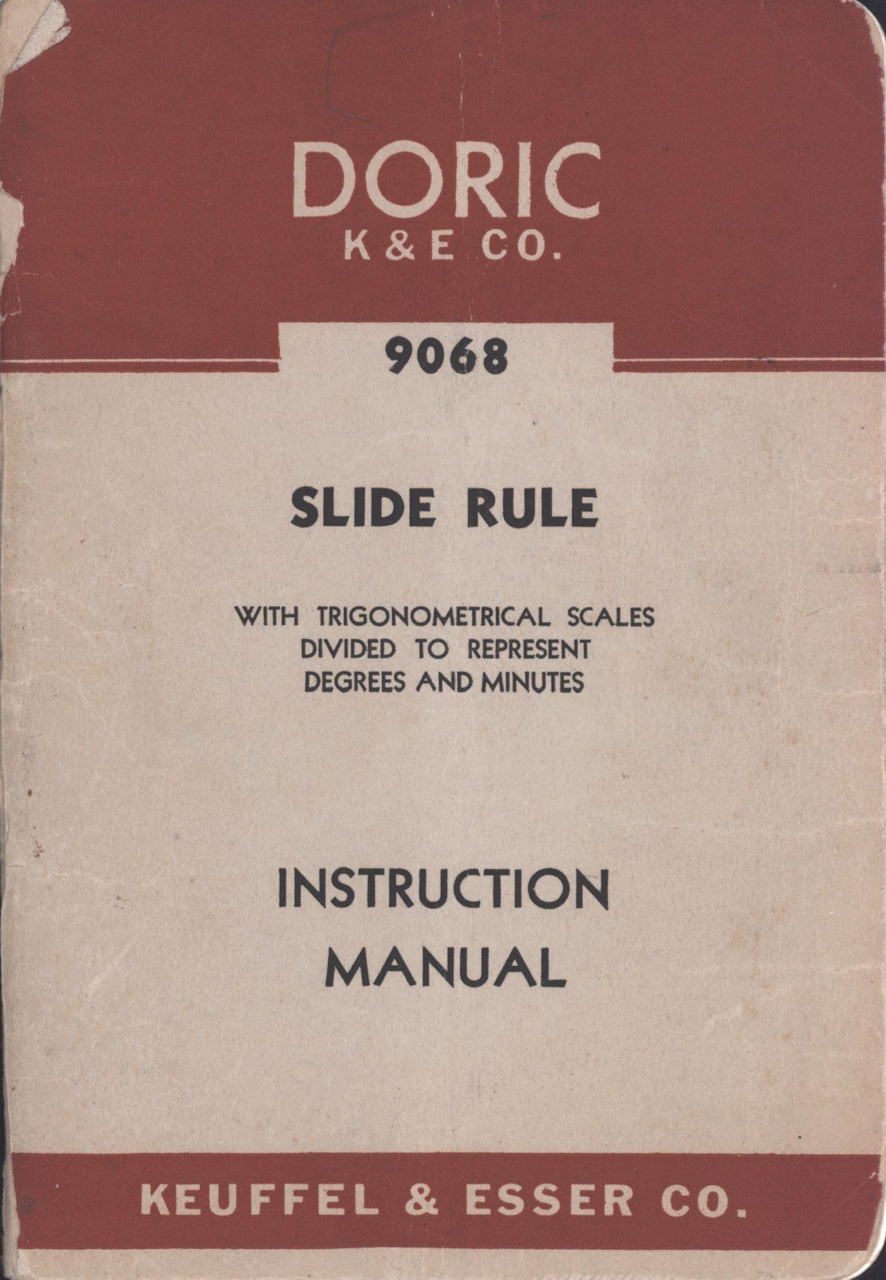 DORIC
K & E CO.
9068
SLIDE RULE
WITH TRIGONOMETRICAL SCALES
DIVIDED TO REPRESENT
DEGREES AND MINUTES
INSTRUCTION
MANUAL
KEUFFEL & ESSER CO.